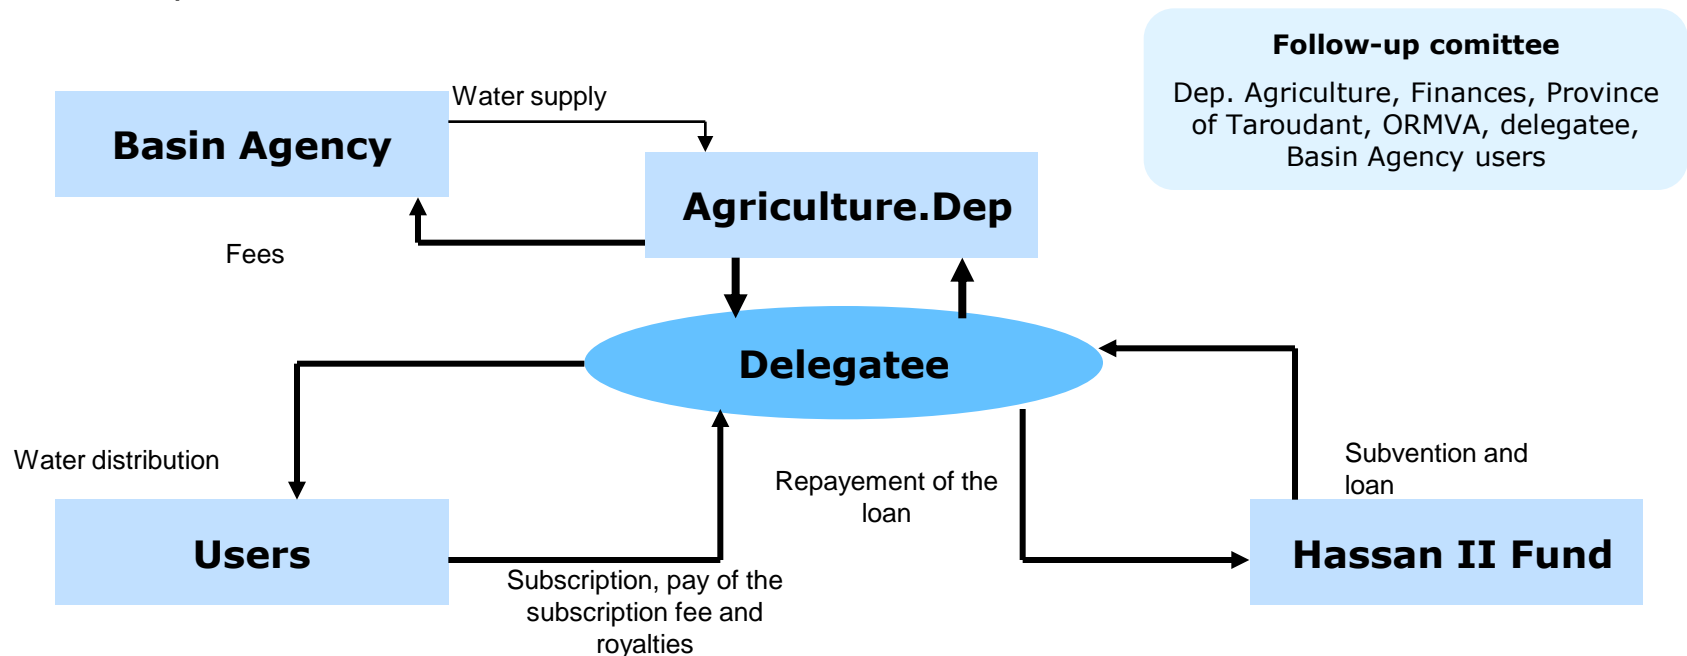 Follow-up comittee
Dep. Agriculture, Finances, Province
of Taroudant, ORMVA, delegatee,
Basin Agency users
Water supply
Basin Agency
Agriculture.Dep
Fees
Delegatee
Water distribution
Repayement of the
loan
Subvention and
loan
Users
Hassan II Fund
Subscription, pay of the
subscription fee and
royalties